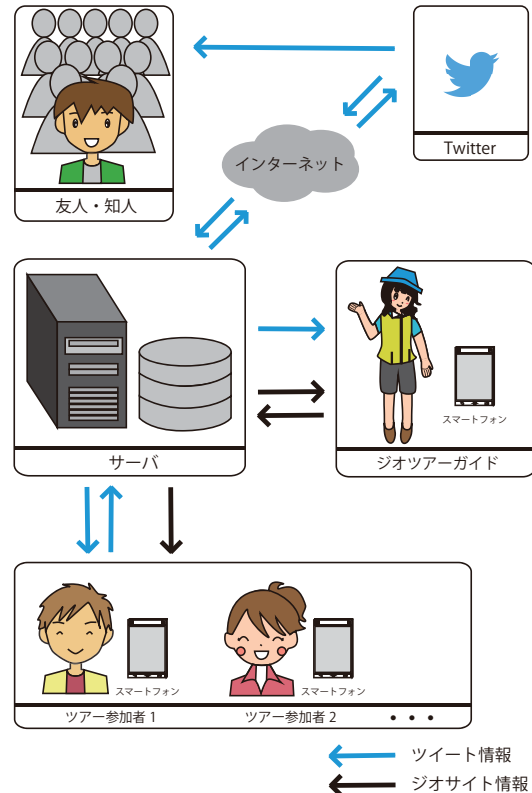 Twitter
友人・知人
インターネット
スマートフォン
サーバ
ジオツアーガイド
スマートフォン
スマートフォン
ツアー参加者 1
ツアー参加者 2
・・・
ツイート情報
ジオサイト情報